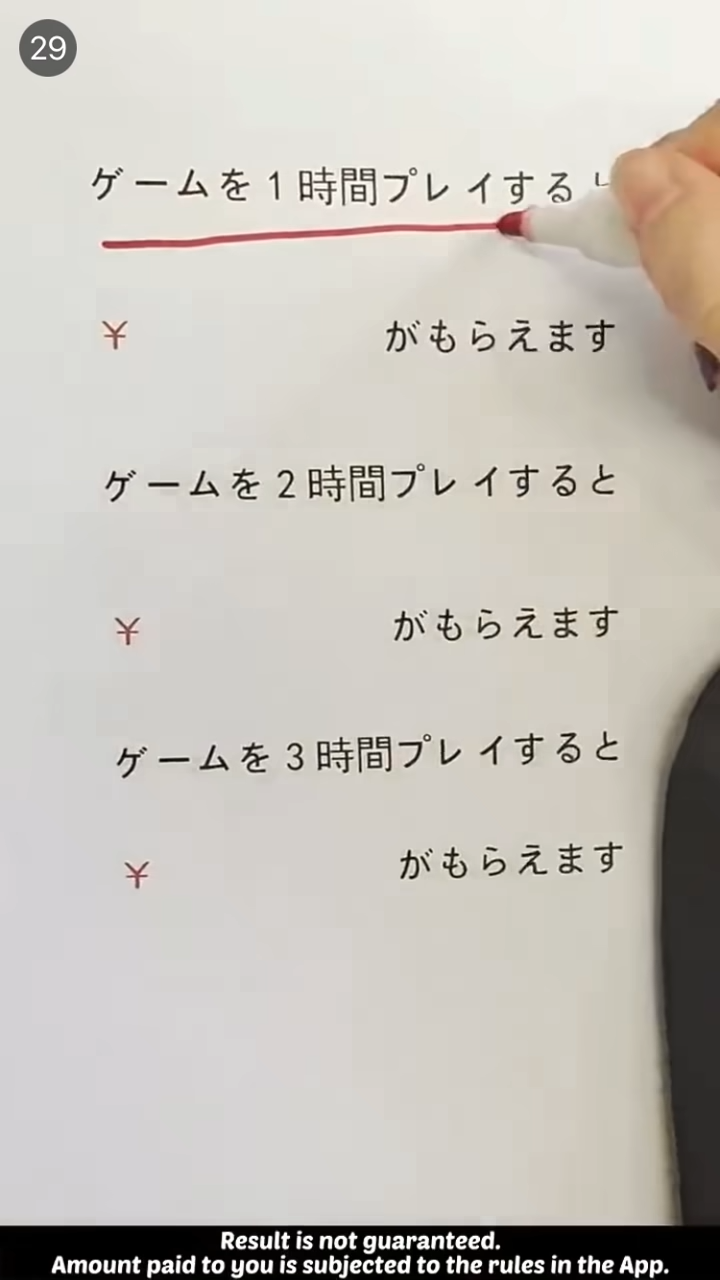 29
ゲームを1時間プレイする
¥ がもらえます
ゲームを2時間プレイすると
¥ がもらえます
ゲームを3時間プレイすると
¥ がもらえます
Result is not guaranteed.
Amount paid to you is subjected to the rules in the App.